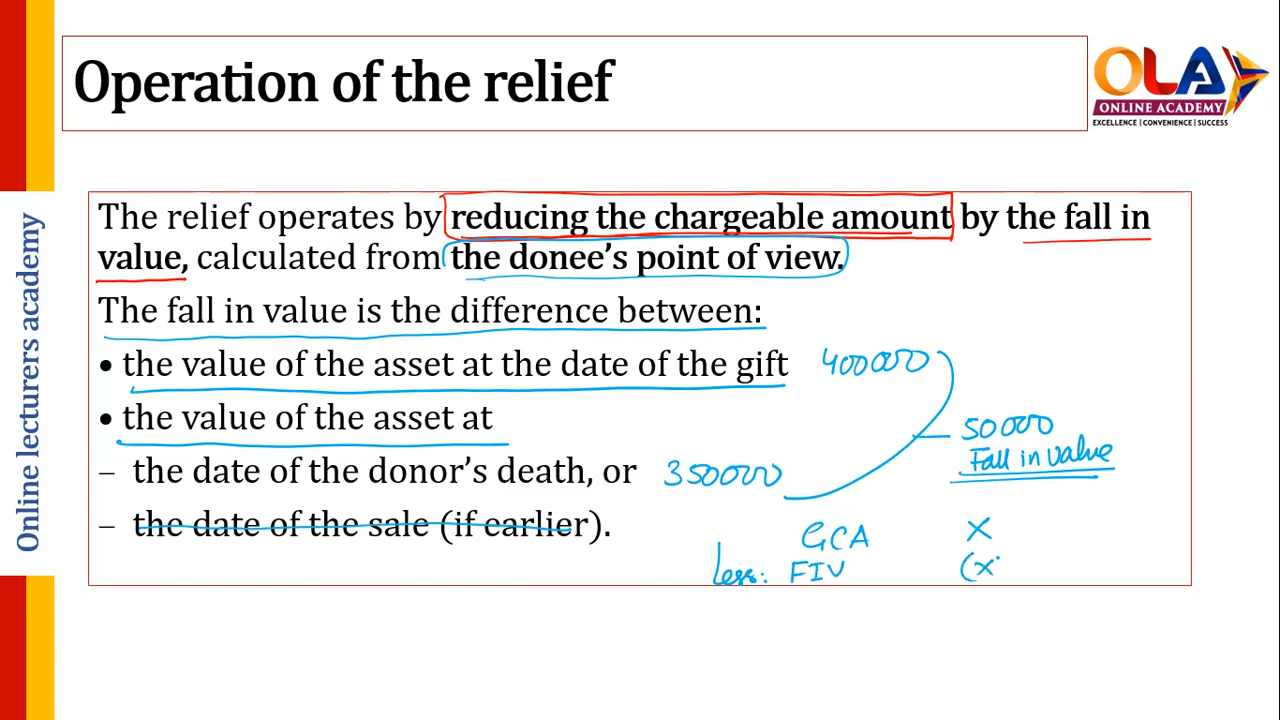 Operation of the relief
OLA
ONLINE ACADEMY
EXCELLENCE | CONVENIENCE | SUCCESS
Online lecturers academy
The relief operates by reducing the chargeable amount by the fall in
value, calculated from the donee's point of view.
The fall in value is the difference between:
• the value of the asset at the date of the gift 400000
• the value of the asset at
50000
Fall in value
– the date of the donor's death, or 350000
– the date of the sale (if earlier).
GCA X
Less: FIV (X